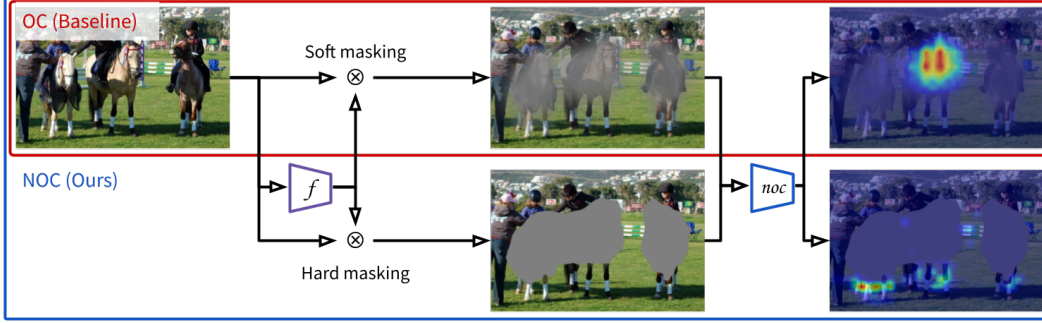 OC (Baseline)
Soft masking
⊗
f
NOC (Ours)
noc
⊗
Hard masking